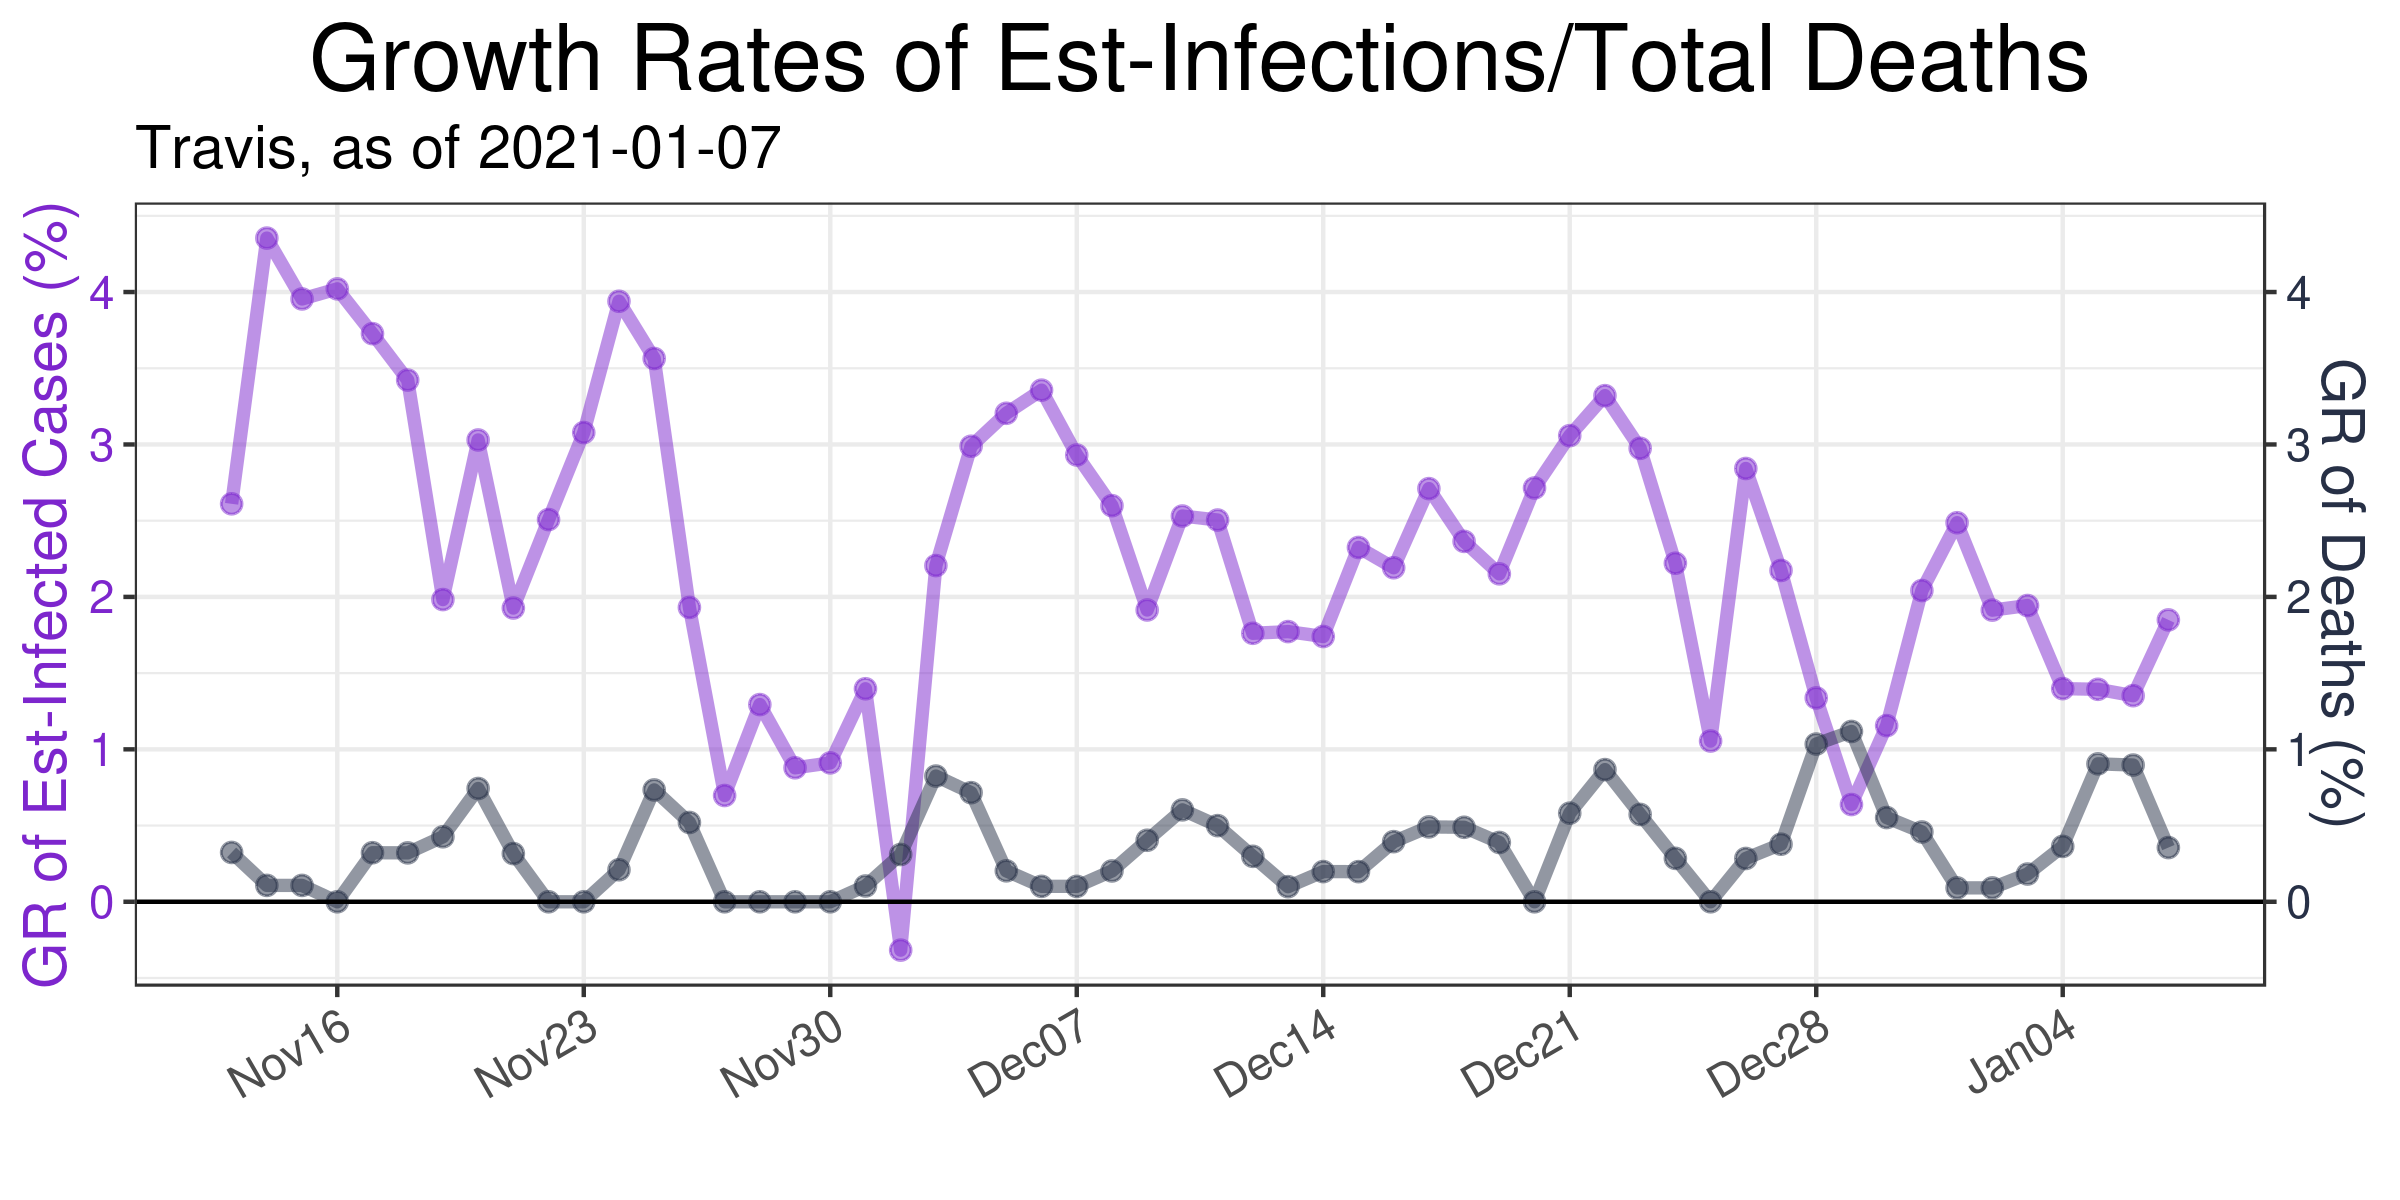 Growth Rates of Est-Infections/Total Deaths
Travis, as of 2021-01-07
GR of Est-Infected Cases (%)
4
3
2
1
0
4
3
2
1
0
GR of Deaths (%)
Nov16
Nov23
Nov30
Dec07
Dec14
Dec21
Dec28
Jan04